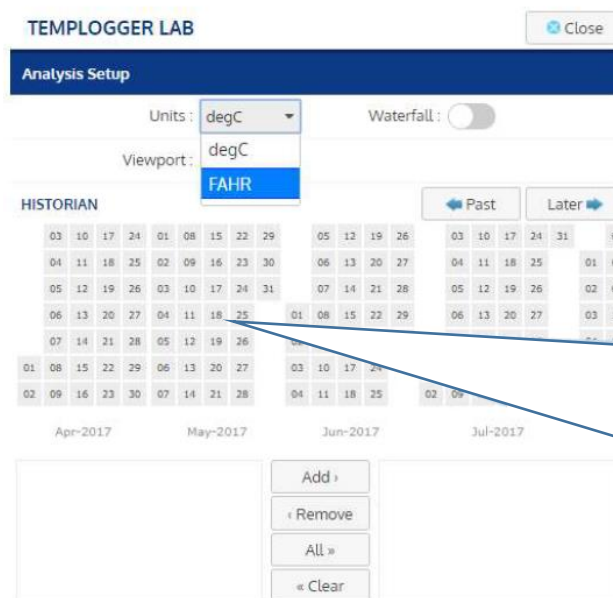 TEMPLOGGER LAB
Close
Analysis Setup
Units : degC Waterfall :
degC
Viewport :
FAHR
HISTORIAN Past Later
03 10 17 24 01 08 15 22 29 05 12 19 26 03 10 17 24 31
04 11 18 25 02 09 16 23 30 06 13 20 27 04 11 18 25 01
05 12 19 26 03 10 17 24 31 07 14 21 28 05 12 19 26 02
06 13 20 27 04 11 18 25 01 08 15 22 29 06 13 20 27 03
07 14 21 28 05 12 19 26
01 08 15 22 29 06 13 20 27 03 10 17 24
02 09 16 23 30 07 14 21 28 04 11 18 25 02 09
Apr-2017 May-2017 Jun-2017 Jul-2017
Add ›
‹ Remove
All »
« Clear